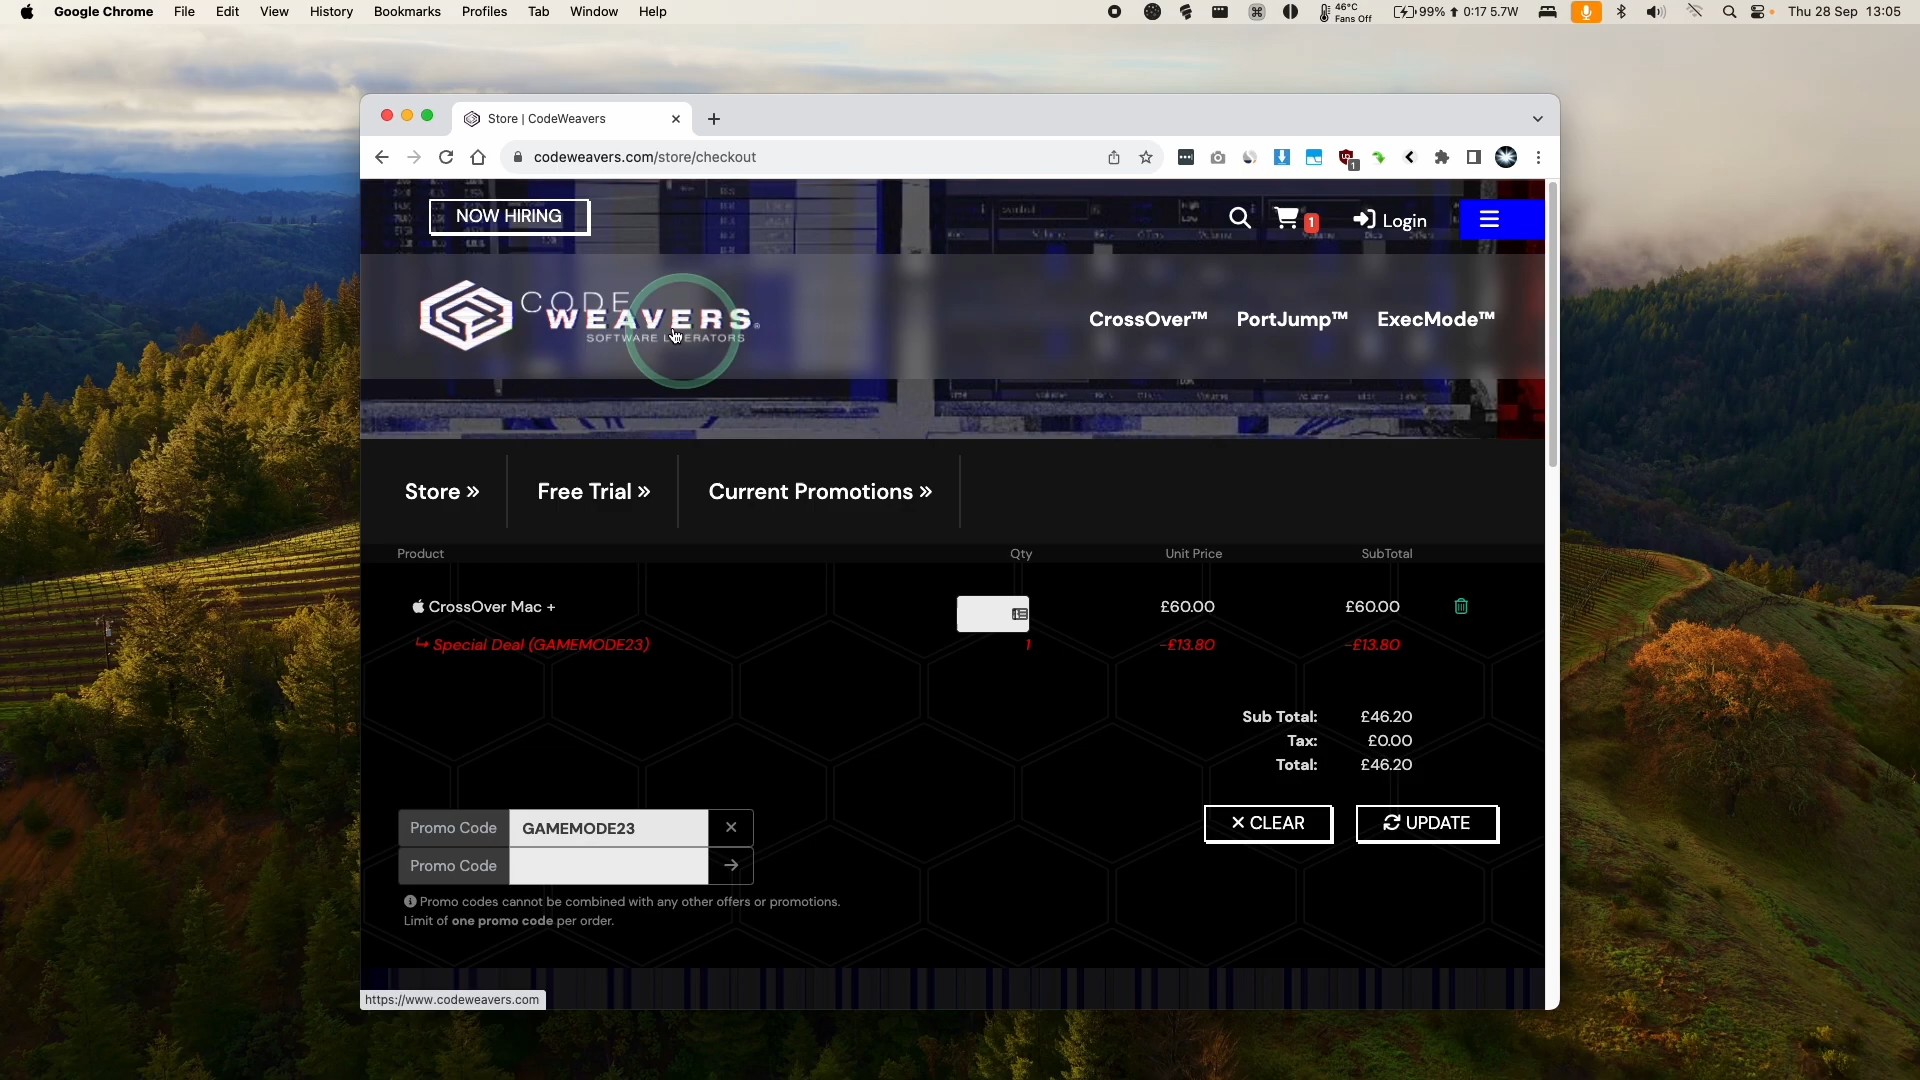 Google Chrome File Edit View History Bookmarks Profiles Tab Window Help
46°C
Fans Off
99% 0:17 5.7W
Thu 28 Sep 13:05
Store | CodeWeavers
codeweavers.com/store/checkout
1
NOW HIRING
1
Login
CODE
WEAVERS®
CrossOver™ PortJump™ ExecMode™
Store »
Free Trial »
Current Promotions »
Product Qty Unit Price SubTotal
CrossOver Mac + £60.00 £60.00
Special Deal (GAMEMODE23) 1 -£13.80 -£13.80
Sub Total: £46.20
Tax: £0.00
Total: £46.20
Promo Code GAMEMODE23
CLEAR
UPDATE
Promo Code
Promo codes cannot be combined with any other offers or promotions.
Limit of one promo code per order.
https://www.codeweavers.com